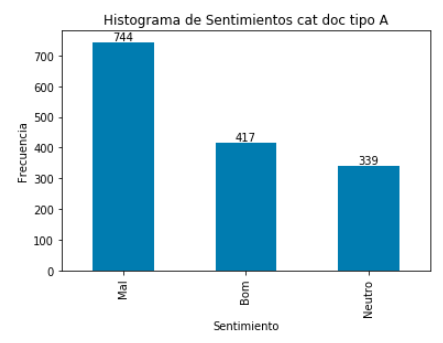 Histograma de Sentimientos cat doc tipo A
744
417
339
700
600
500
400
300
200
100
0
Frecuencia
Mal
Bom
Neutro
Sentimiento